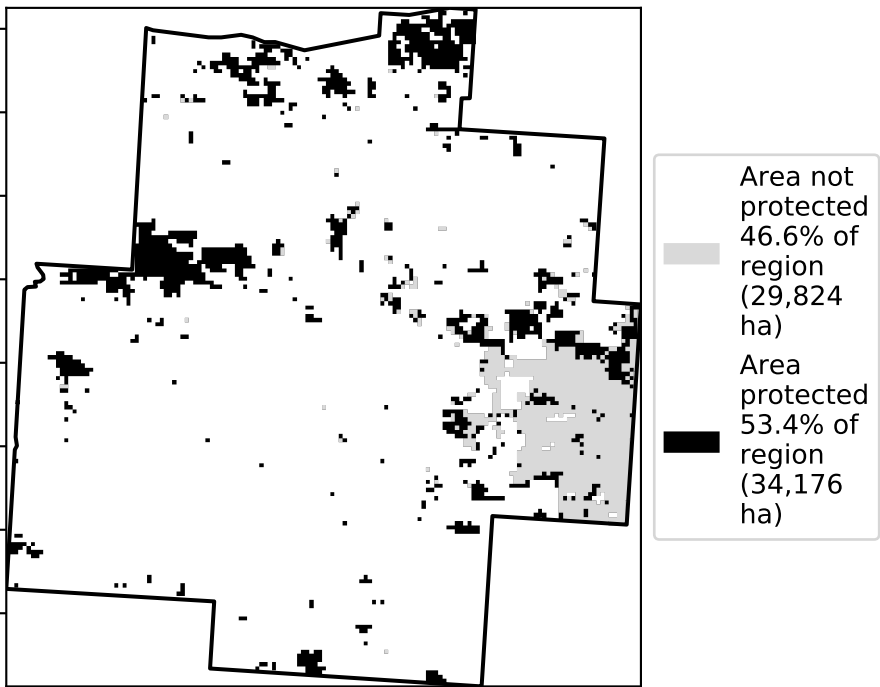 Area not
protected
46.6% of
region
(29,824
ha)
Area
protected
53.4% of
region
(34,176
ha)